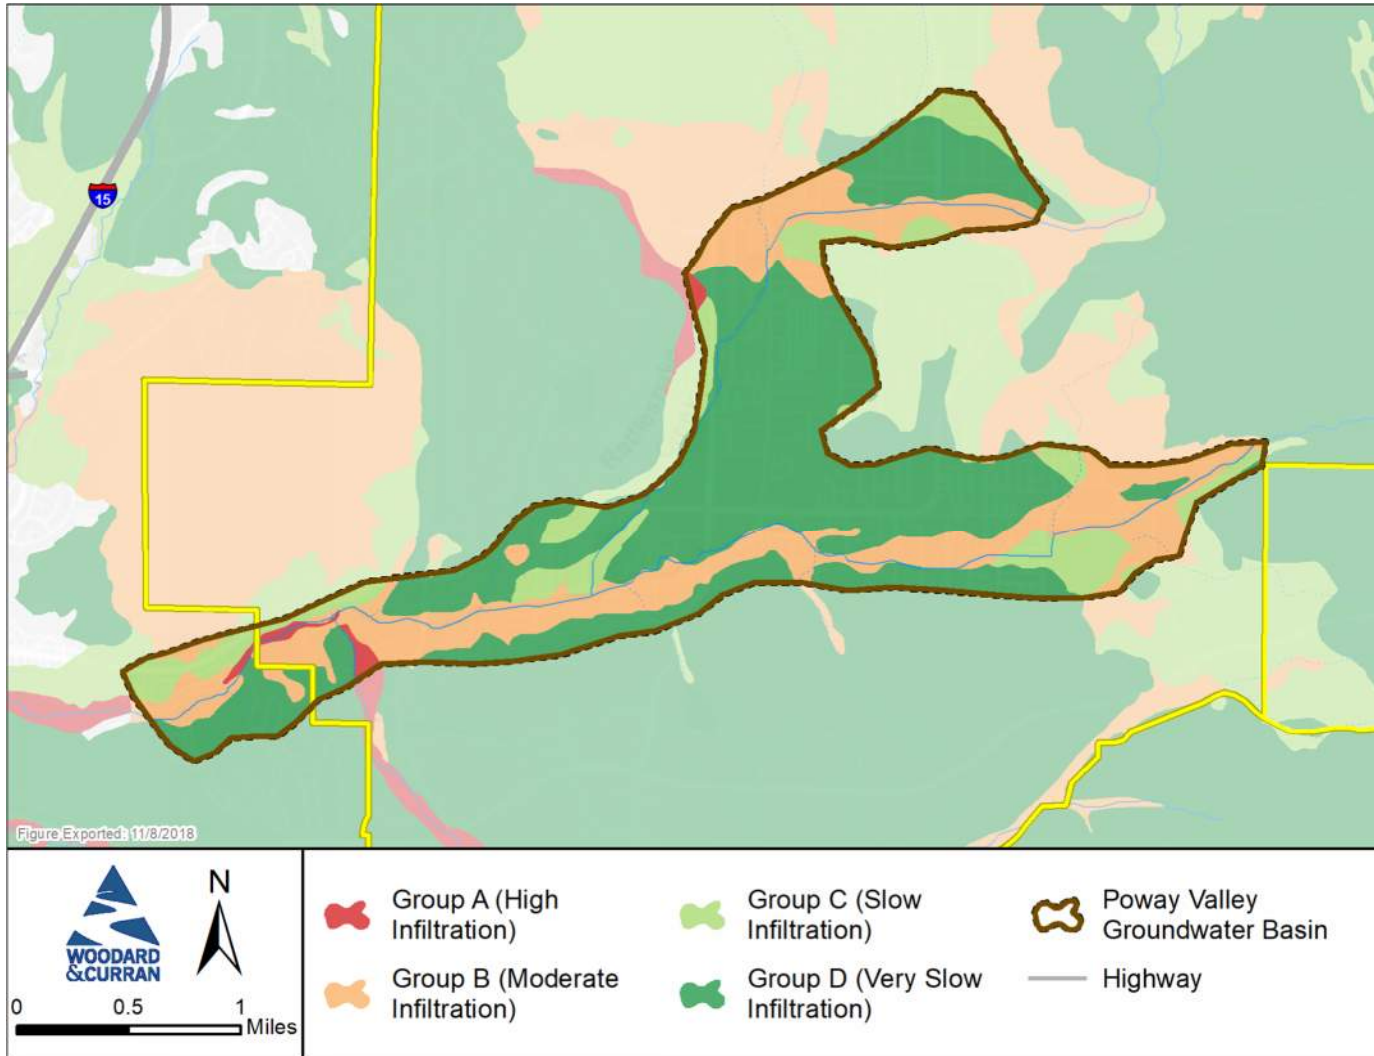 15
Figure Exported: 11/8/2018
WOODARD
&CURRAN
N
0 0.5 1
Miles
Group A (High
Infiltration)
Group B (Moderate
Infiltration)
Group C (Slow
Infiltration)
Group D (Very Slow
Infiltration)
Poway Valley
Groundwater Basin
Highway